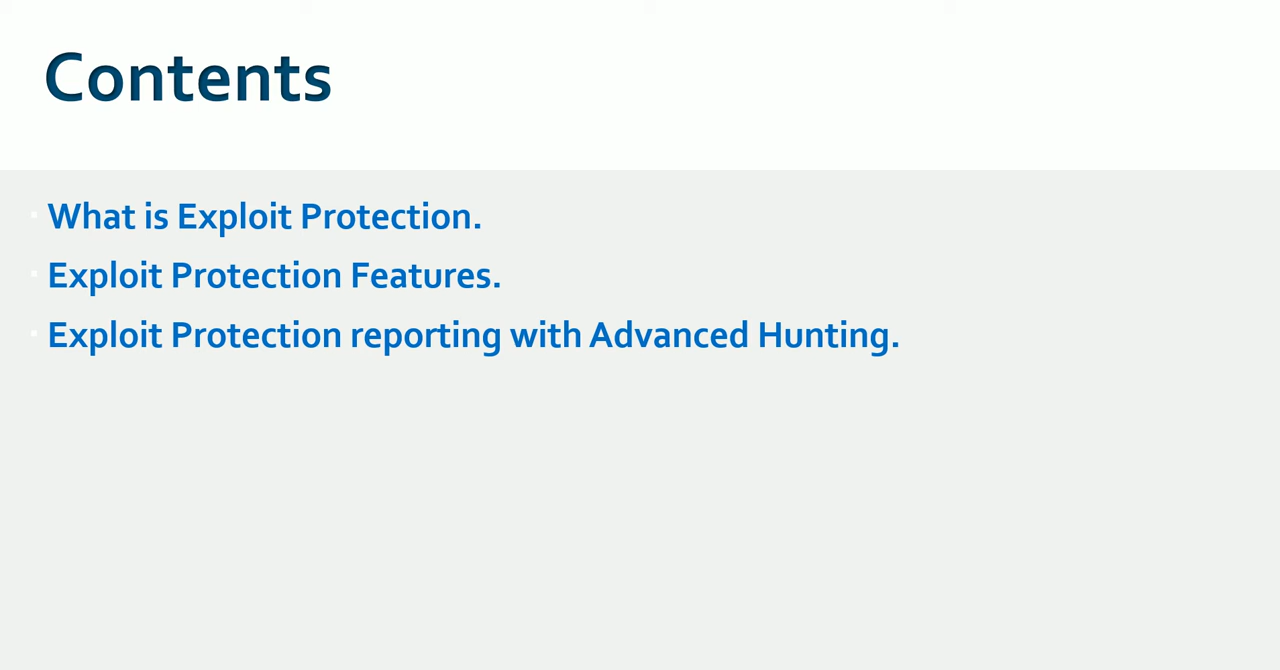 Contents
What is Exploit Protection.
Exploit Protection Features.
Exploit Protection reporting with Advanced Hunting.